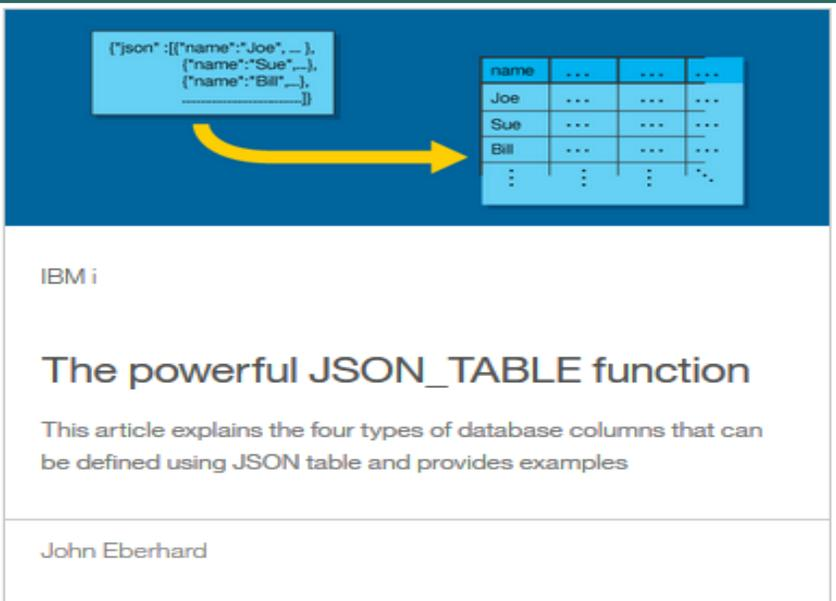 {"json" :[{"name":"Joe", ... },
{"name":"Sue",...},
{"name":"Bill",...},
..............................]}
name ... ... ...
Joe ... ... ...
Sue ... ... ...
Bill ... ... ...
⋮ ⋮ ⋮ ⋱
IBM i
The powerful JSON_TABLE function
This article explains the four types of database columns that can
be defined using JSON table and provides examples
John Eberhard